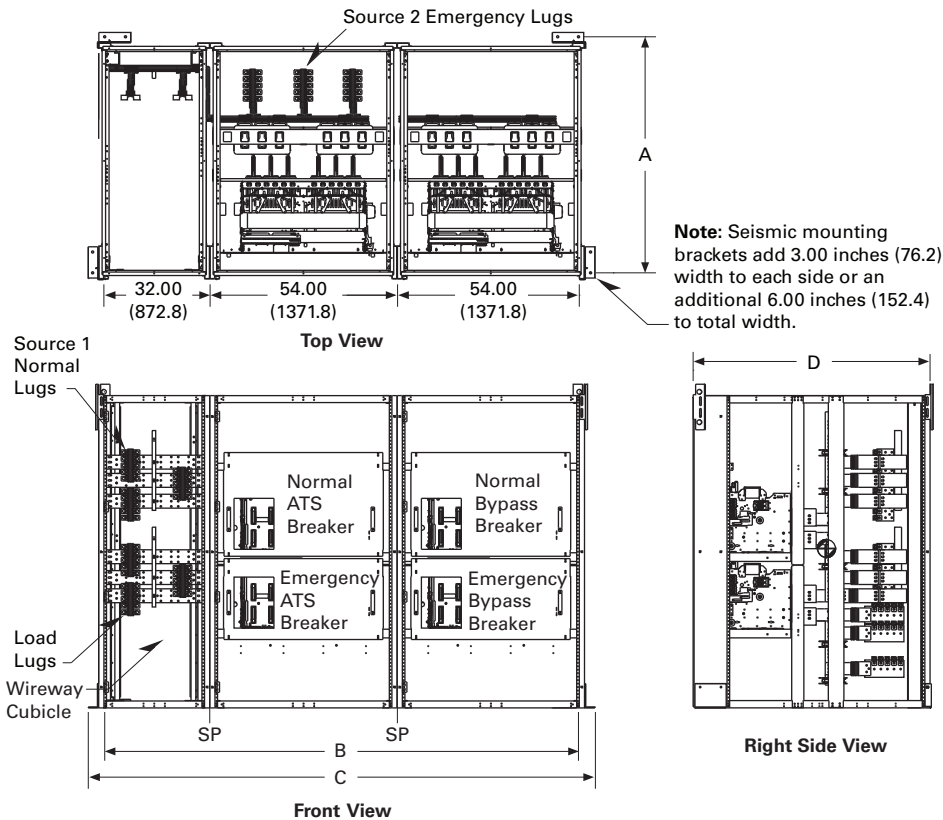 Source 2 Emergency Lugs
A
Note: Seismic mounting
brackets add 3.00 inches (76.2)
width to each side or an
additional 6.00 inches (152.4)
to total width.
32.00
(872.8)
54.00
(1371.8)
54.00
(1371.8)
Top View
Source 1
Normal
Lugs
D
Normal
ATS
Breaker
Normal
Bypass
Breaker
Emergency
ATS
Breaker
Emergency
Bypass
Breaker
Load
Lugs
Wireway
Cubicle
SP
SP
B
C
Right Side View
Front View